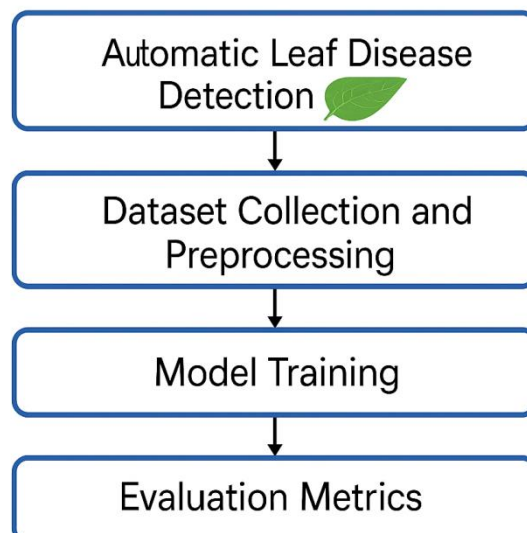 Automatic Leaf Disease
Detection
Dataset Collection and
Preprocessing
Model Training
Evaluation Metrics